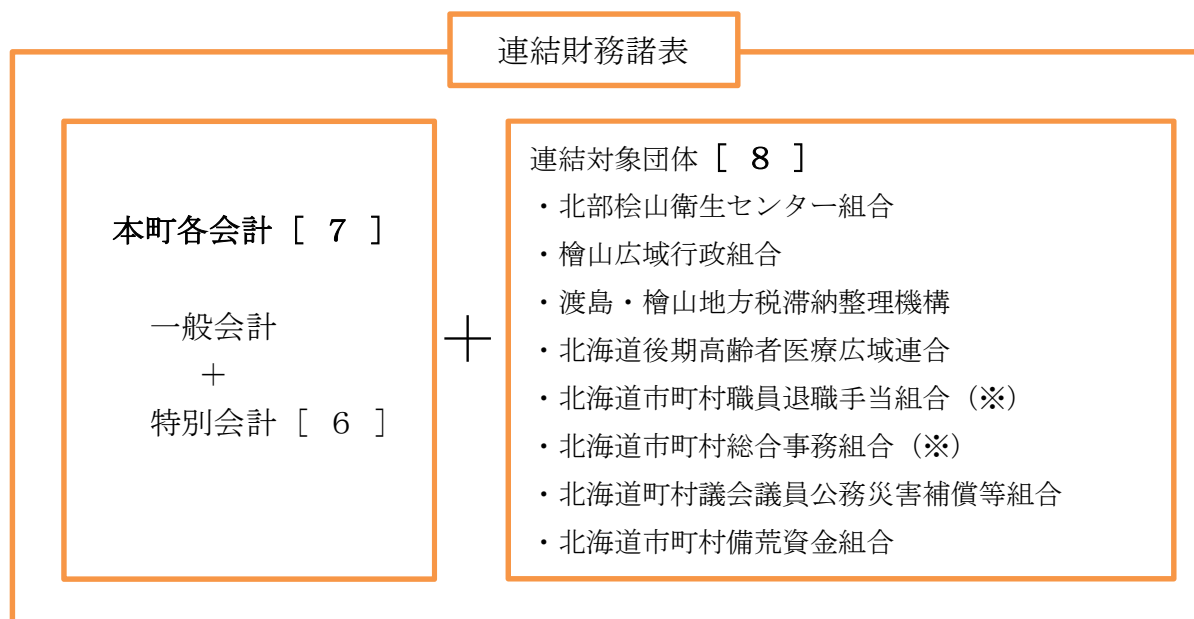 連結財務諸表
本町各会計［ ７ ］
一般会計
＋
特別会計［ ６ ］
＋
連結対象団体［ ８ ］
・北部桧山衛生センター組合
・檜山広域行政組合
・渡島・檜山地方税滞納整理機構
・北海道後期高齢者医療広域連合
・北海道市町村職員退職手当組合（※）
・北海道市町村総合事務組合（※）
・北海道町村議会議員公務災害補償等組合
・北海道市町村備荒資金組合